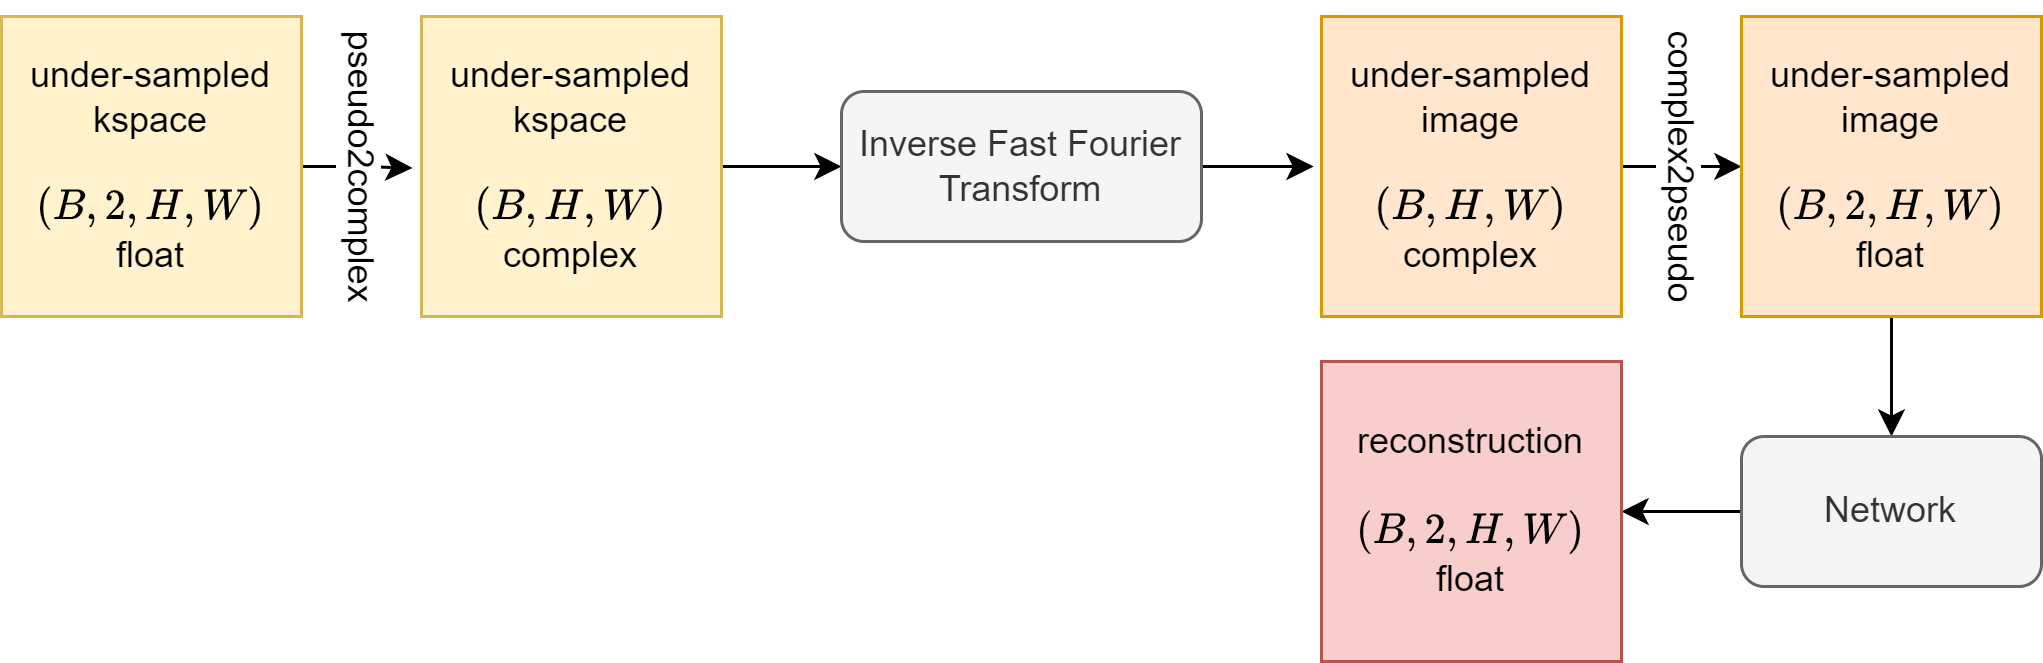 under-sampled
kspace
(B, 2, H, W)
float
pseudo2complex
under-sampled
kspace
(B, H, W)
complex
Inverse Fast Fourier
Transform
under-sampled
image
(B, H, W)
complex
complex2pseudo
under-sampled
image
(B, 2, H, W)
float
reconstruction
(B, 2, H, W)
float
Network